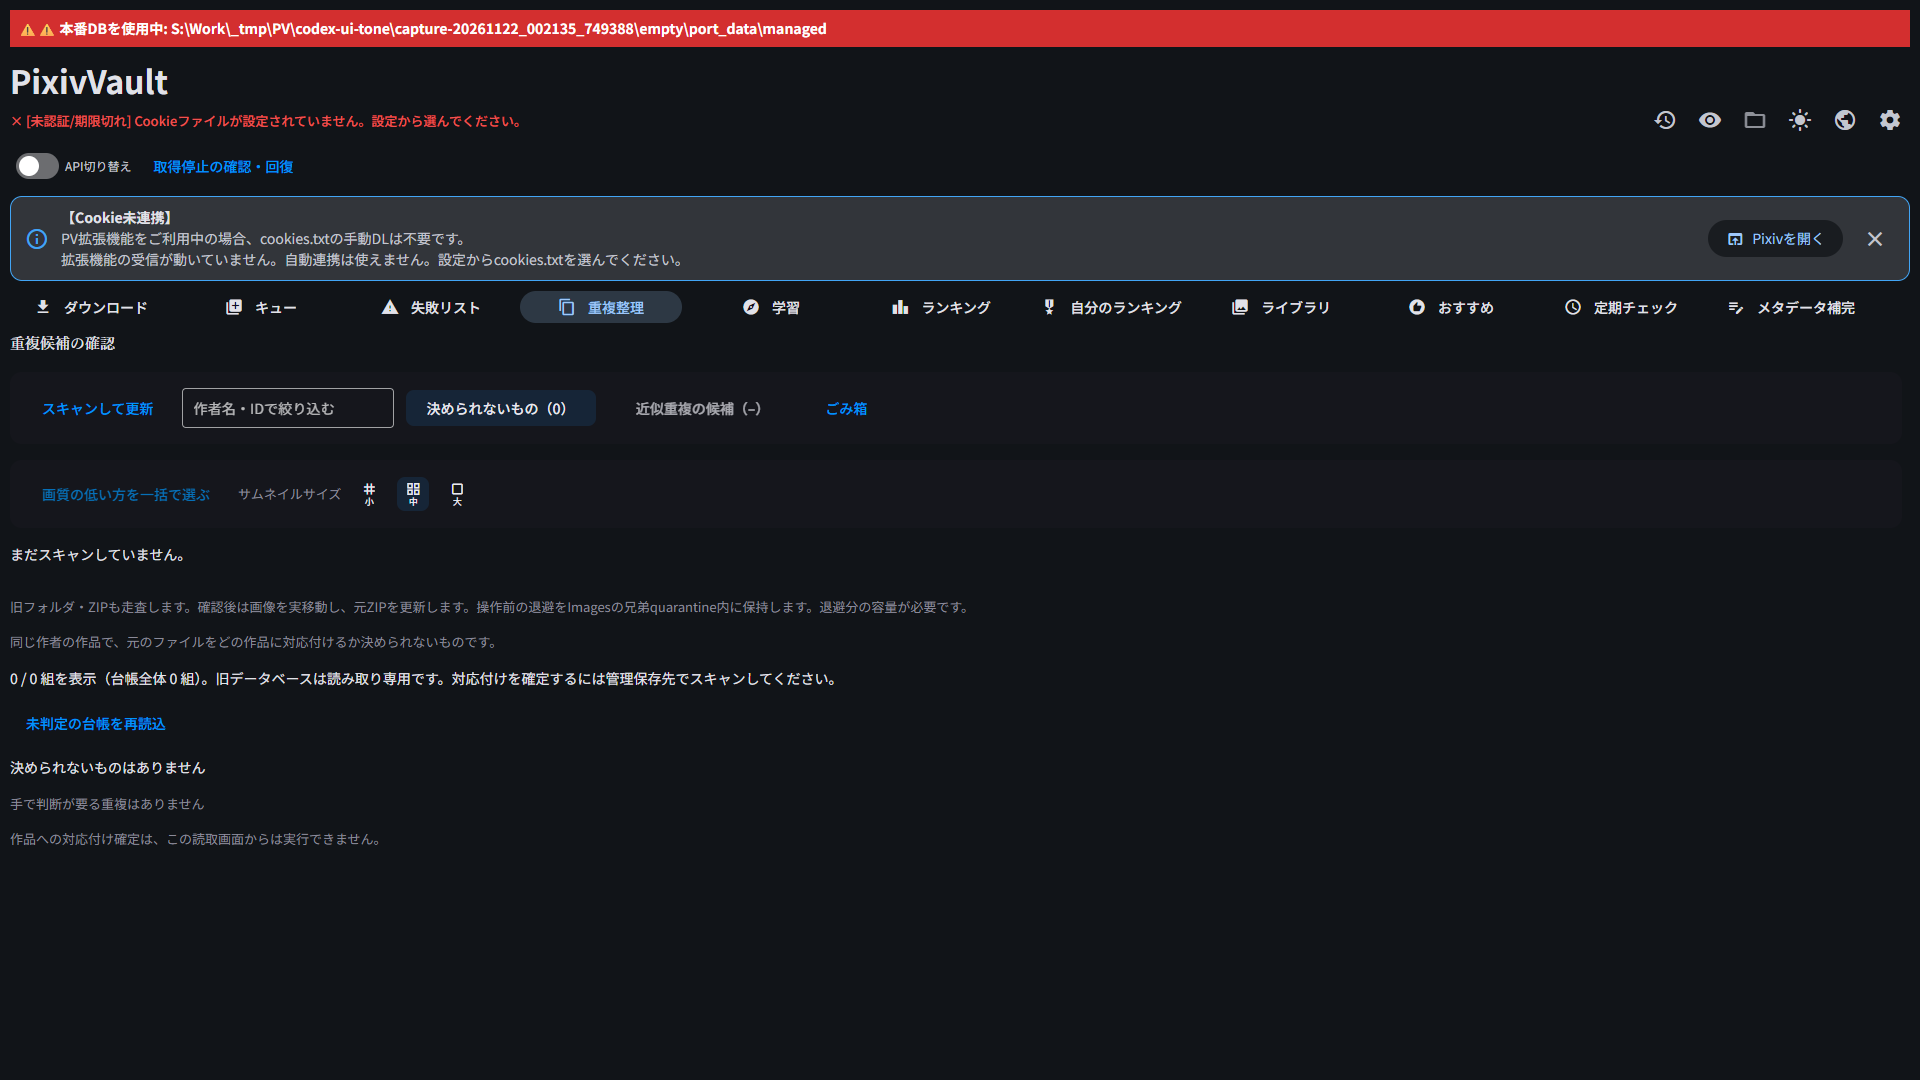 本番DBを使用中: S:\Work\_tmp\PV\codex-ui-tone\capture-20261122_002135_749388\empty\port_data\managed
PixivVault
× [未認証/期限切れ] Cookieファイルが設定されていません。設定から選んでください。
API切り替え 取得停止の確認・回復
【Cookie未連携】
PV拡張機能をご利用中の場合、cookies.txtの手動DLは不要です。
拡張機能の受信が動いていません。自動連携は使えません。設定からcookies.txtを選んでください。
Pixivを開く
ダウンロード キュー 失敗リスト 重複整理 学習 ランキング 自分のランキング ライブラリ おすすめ 定期チェック メタデータ補完
重複候補の確認
スキャンして更新 作者名・IDで絞り込む 決められないもの（0） 近似重複の候補（–） ごみ箱
画質の低い方を一括で選ぶ サムネイルサイズ 小 中 大
まだスキャンしていません。
旧フォルダ・ZIPも走査します。確認後は画像を実移動し、元ZIPを更新します。操作前の退避をImagesの兄弟quarantine内に保持します。退避分の容量が必要です。
同じ作者の作品で、元のファイルをどの作品に対応付けるか決められないものです。
0 / 0 組を表示（台帳全体 0 組）。旧データベースは読み取り専用です。対応付けを確定するには管理保存先でスキャンしてください。
未判定の台帳を再読込
決められないものはありません
手で判断が要る重複はありません
作品への対応付け確定は、この読取画面からは実行できません。